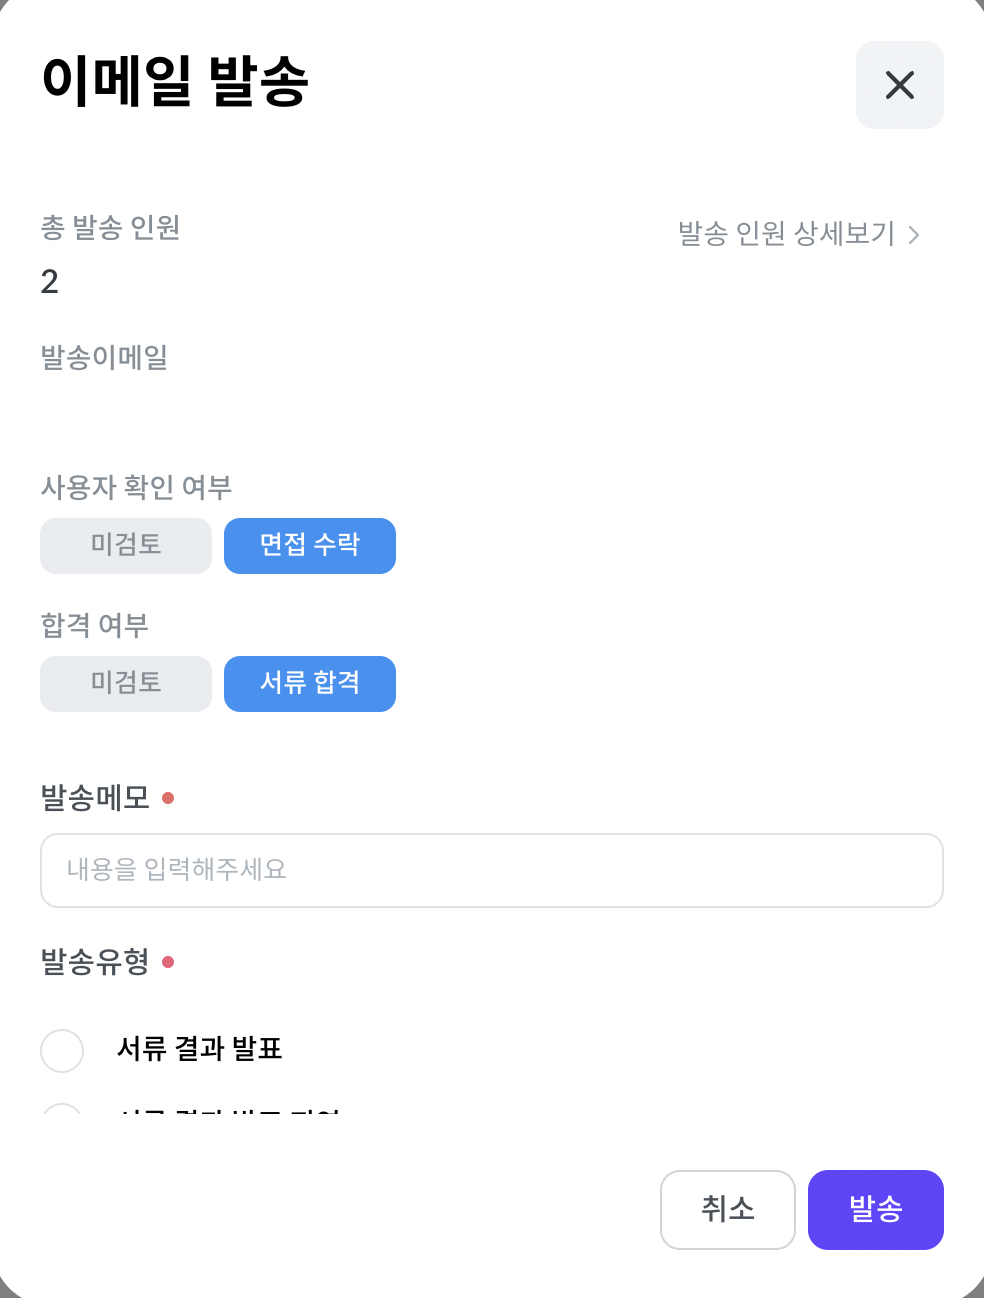 이메일 발송
총 발송 인원
발송 인원 상세보기
2
발송이메일
사용자 확인 여부
미검토 면접 수락
합격 여부
미검토 서류 합격
발송메모
내용을 입력해주세요
발송유형
서류 결과 발표
취소 발송